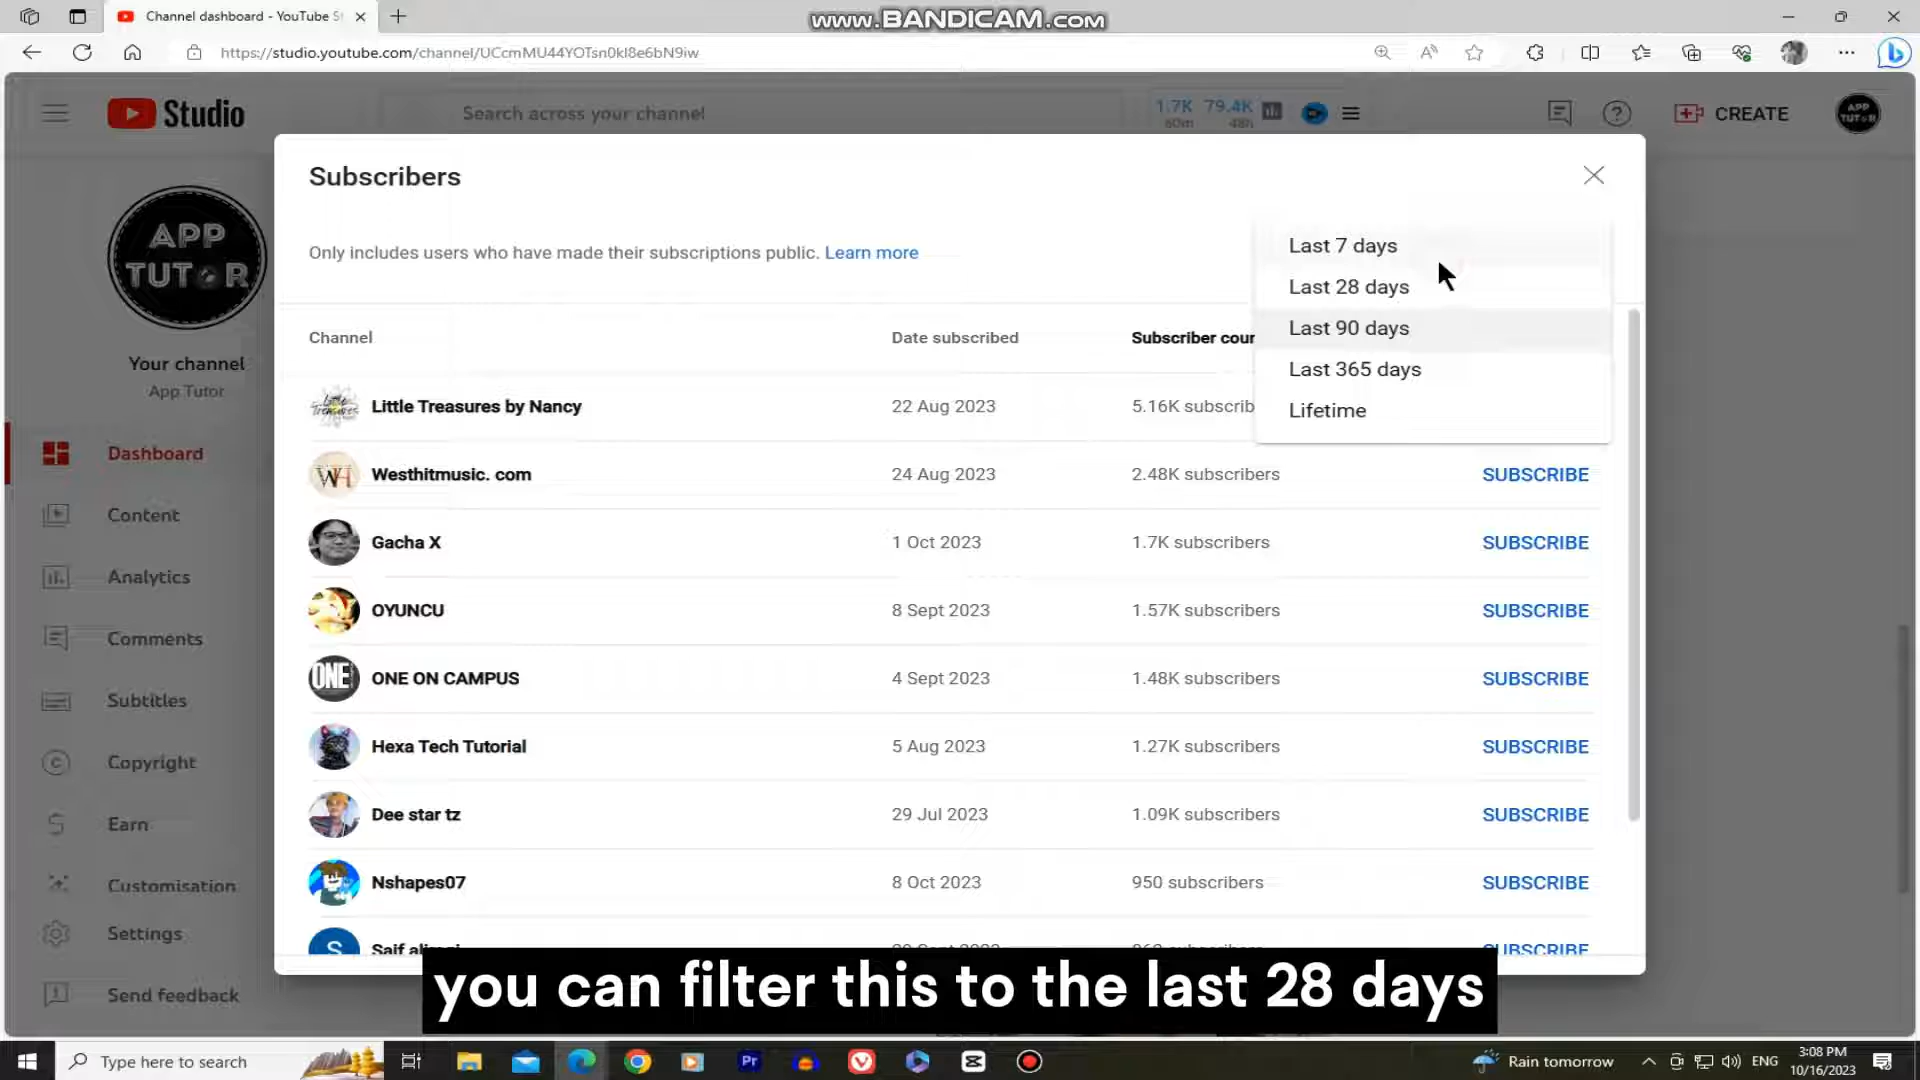 Channel dashboard - YouTube St
www.BANDICAM.com
https://studio.youtube.com/channel/UCcmMU44YOTsn0kI8e6bN9iw
Studio
Search across your channel
1.7K 79.4K
60m 48h
CREATE
APP
TUTOR
Subscribers
Only includes users who have made their subscriptions public. Learn more
Last 7 days
Last 28 days
Last 90 days
Last 365 days
Lifetime
APP
TUTOR
Your channel
App Tutor
Dashboard
Content
Analytics
Comments
Subtitles
Copyright
Earn
Customisation
Settings
Send feedback
Channel Date subscribed Subscriber coun
Little Treasures by Nancy 22 Aug 2023 5.16K subscrib
Westhitmusic. com 24 Aug 2023 2.48K subscribers SUBSCRIBE
Gacha X 1 Oct 2023 1.7K subscribers SUBSCRIBE
OYUNCU 8 Sept 2023 1.57K subscribers SUBSCRIBE
ONE ON CAMPUS 4 Sept 2023 1.48K subscribers SUBSCRIBE
Hexa Tech Tutorial 5 Aug 2023 1.27K subscribers SUBSCRIBE
Dee star tz 29 Jul 2023 1.09K subscribers SUBSCRIBE
Nshapes07 8 Oct 2023 950 subscribers SUBSCRIBE
S Saif SUBSCRIBE
you can filter this to the last 28 days
Type here to search
Pr
Rain tomorrow
ENG
3:08 PM
10/16/2023